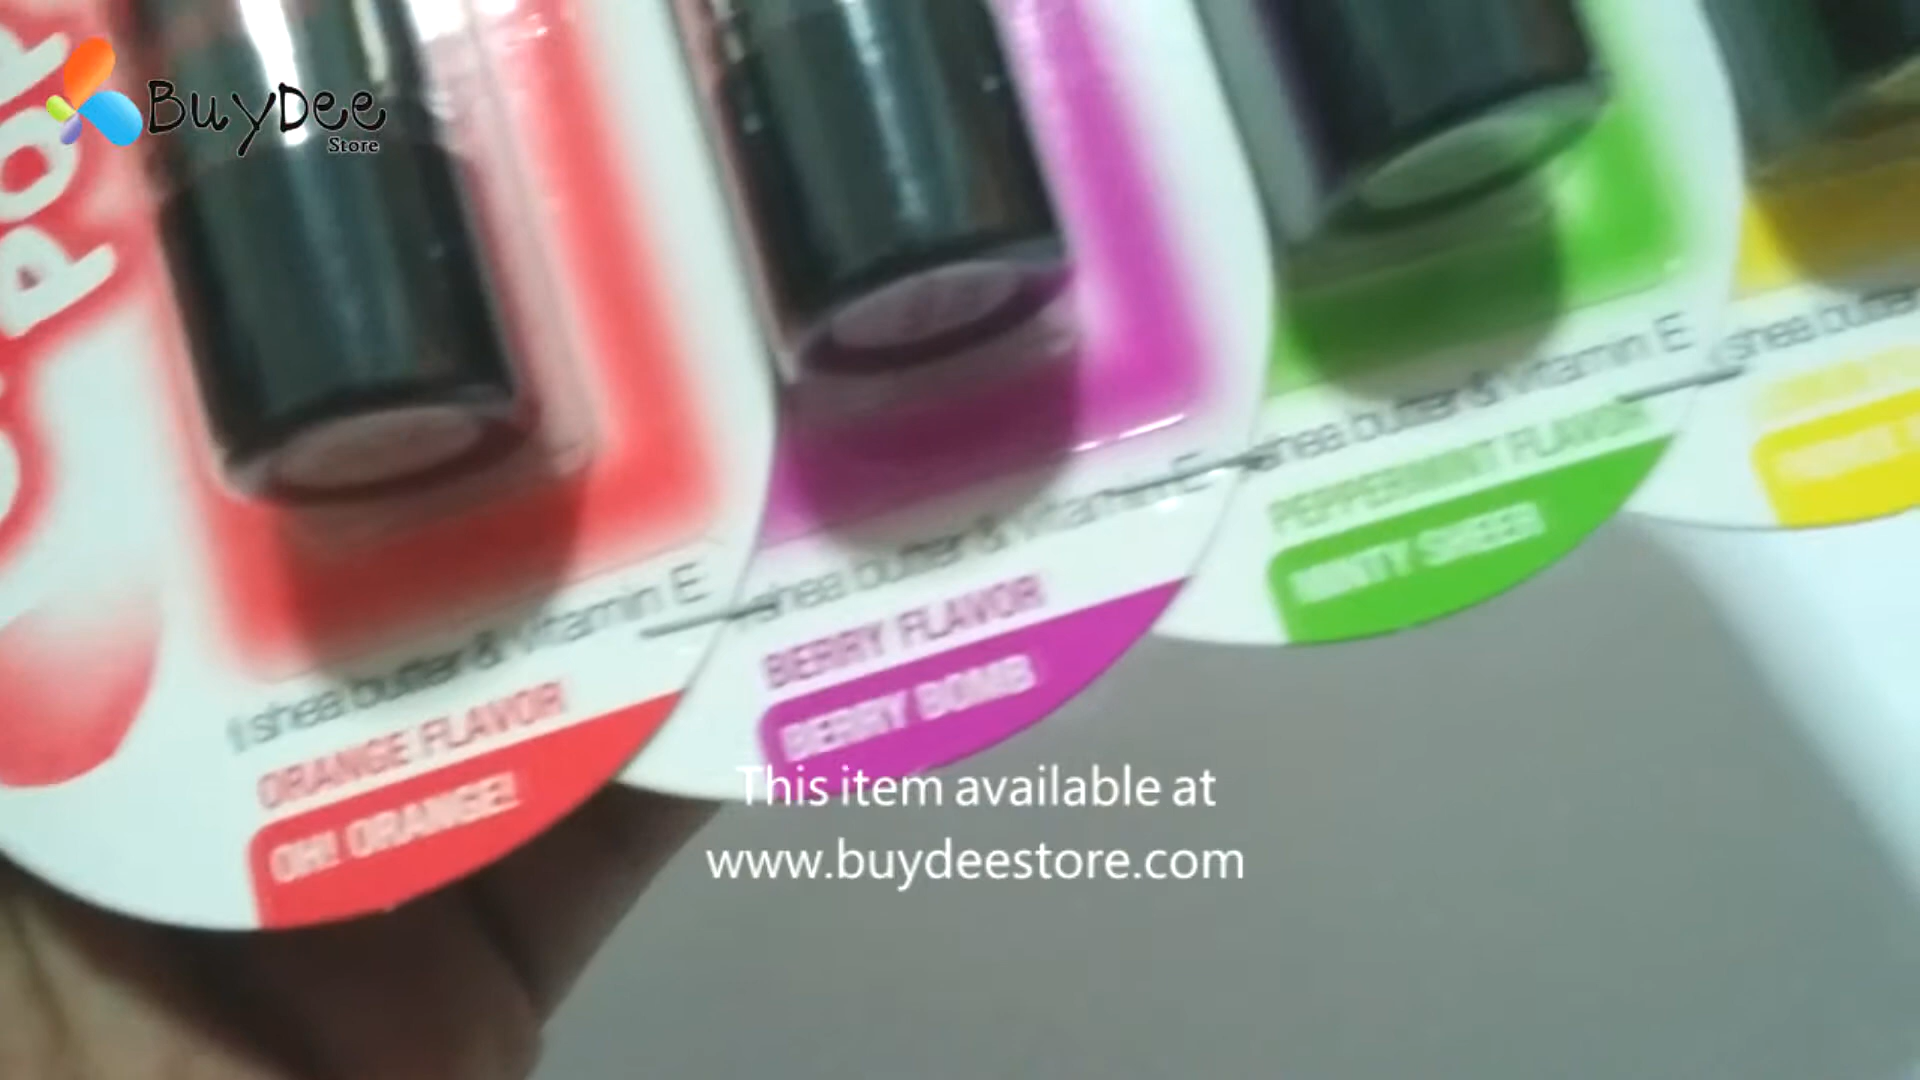 BuyDee
Store
POP
shea butter & vitamin E
ORANGE FLAVOR
OH! ORANGE!
shea butter & vitamin E
BERRY FLAVOR
BERRY BOMB
shea butter & vitamin E
PEPPERMINT FLAVOR
MINTY SHEER
shea butter
This item available at
www.buydeestore.com